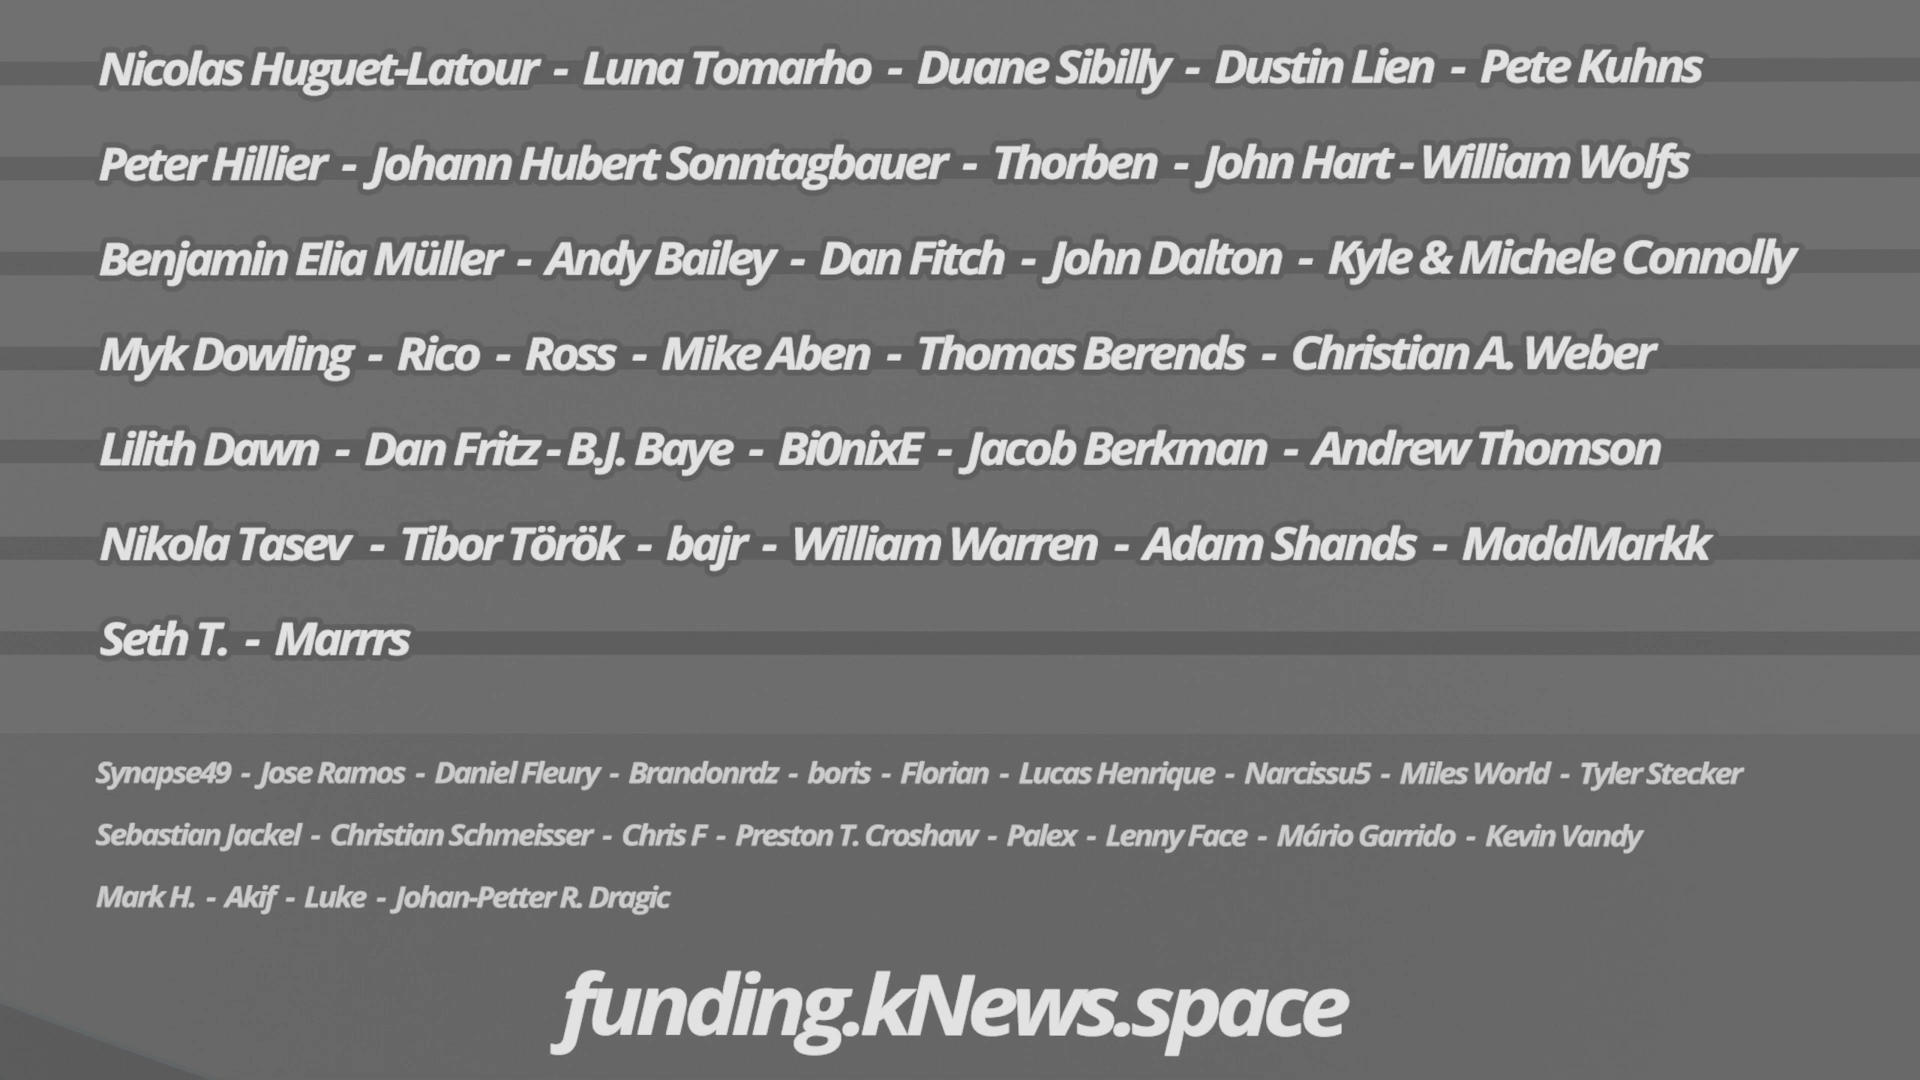 Nicolas Huguet-Latour - Luna Tomarho - Duane Sibilly - Dustin Lien - Pete Kuhns
Peter Hillier - Johann Hubert Sonntagbauer - Thorben - John Hart - William Wolfs
Benjamin Elia Müller - Andy Bailey - Dan Fitch - John Dalton - Kyle & Michele Connolly
Myk Dowling - Rico - Ross - Mike Aben - Thomas Berends - Christian A. Weber
Lilith Dawn - Dan Fritz - B.J. Baye - Bi0nixE - Jacob Berkman - Andrew Thomson
Nikola Tasev - Tibor Török - bajr - William Warren - Adam Shands - MaddMarkk
Seth T. - Marrrs
Synapse49 - Jose Ramos - Daniel Fleury - Brandonrdz - boris - Florian - Lucas Henrique - Narcissu5 - Miles World - Tyler Stecker
Sebastian Jackel - Christian Schmeisser - Chris F - Preston T. Croshaw - Palex - Lenny Face - Mário Garrido - Kevin Vandy
Mark H. - Akif - Luke - Johan-Petter R. Dragic
funding.kNews.space